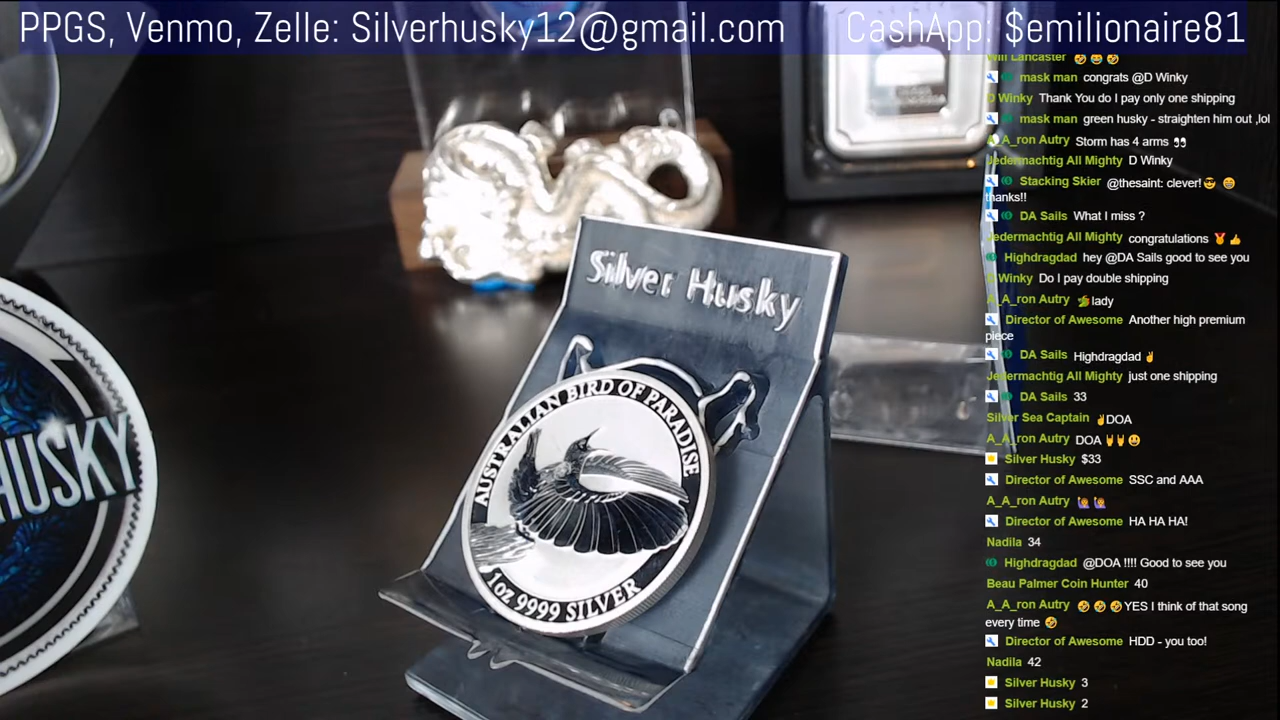 PPGS, Venmo, Zelle: Silverhusky12@gmail.com
CashApp: $emilionaire81
Silver Husky
AUSTRALIAN BIRD OF PARADISE
1oz 9999 SILVER
HUSKY
Will Lancaster 🤣😂🤣
mask man congrats @D Winky
D Winky Thank You do I pay only one shipping
mask man green husky - straighten him out ,lol
A_A_ron Autry Storm has 4 arms 👀
Jedermachtig All Mighty D Winky
Stacking Skier @thesaint: clever!😎 😁
thanks!!
DA Sails What I miss ?
Jedermachtig All Mighty congratulations 🏅👍
Highdragdad hey @DA Sails good to see you
D Winky Do I pay double shipping
A_A_ron Autry 🐲lady
Director of Awesome Another high premium
piece
DA Sails Highdragdad ✌
Jedermachtig All Mighty just one shipping
DA Sails 33
Silver Sea Captain ✌DOA
A_A_ron Autry DOA 🤘🤘😃
Silver Husky $33
Director of Awesome SSC and AAA
A_A_ron Autry 🙋🙋
Director of Awesome HA HA HA!
Nadila 34
Highdragdad @DOA !!!! Good to see you
Beau Palmer Coin Hunter 40
A_A_ron Autry 🤣🤣🤣YES I think of that song
every time 🤣
Director of Awesome HDD - you too!
Nadila 42
Silver Husky 3
Silver Husky 2